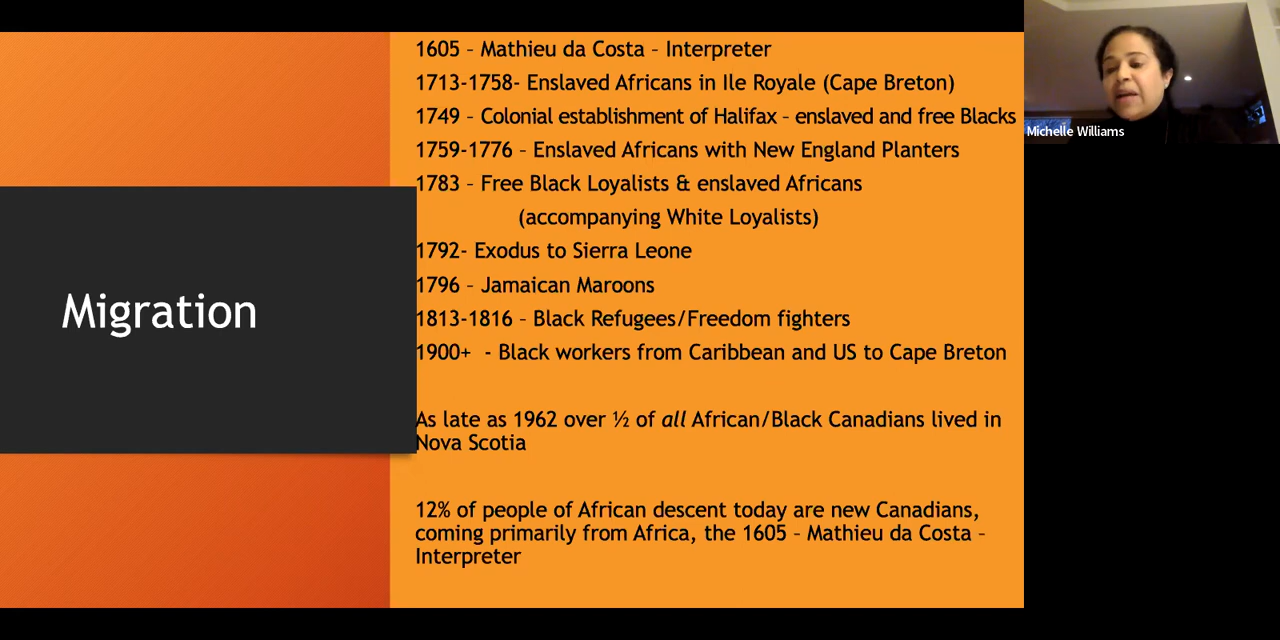 1605 – Mathieu da Costa – Interpreter
1713-1758- Enslaved Africans in Ile Royale (Cape Breton)
1749 – Colonial establishment of Halifax – enslaved and free Blacks
1759-1776 – Enslaved Africans with New England Planters
1783 – Free Black Loyalists & enslaved Africans
(accompanying White Loyalists)
1792- Exodus to Sierra Leone
1796 – Jamaican Maroons
1813-1816 – Black Refugees/Freedom fighters
1900+  - Black workers from Caribbean and US to Cape Breton
As late as 1962 over ½ of all African/Black Canadians lived in
Nova Scotia
12% of people of African descent today are new Canadians,
coming primarily from Africa, the 1605 – Mathieu da Costa –
Interpreter
Migration
Michelle Williams